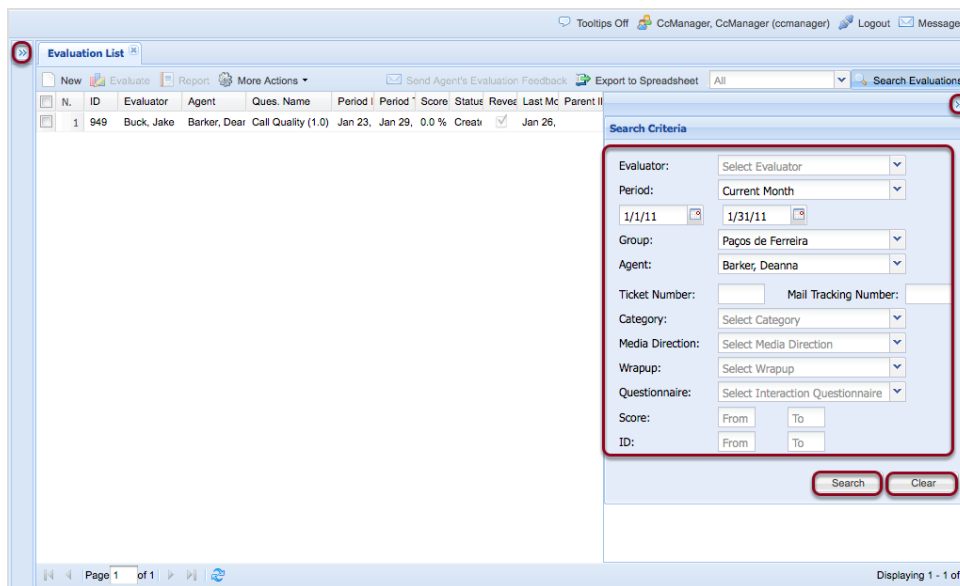 Tooltips Off CcManager, CcManager (ccmanager) Logout Message
Evaluation List
New Evaluate Report More Actions Send Agent's Evaluation Feedback Export to Spreadsheet All Search Evaluations
N. ID Evaluator Agent Ques. Name Period Period Score Status Revea Last Mc Parent
1 949 Buck, Jake Barker, Dear Call Quality (1.0) Jan 23, Jan 29, 0.0 % Create Jan 26,
Search Criteria
Evaluator: Select Evaluator
Period: Current Month
1/1/11 1/31/11
Group: Paços de Ferreira
Agent: Barker, Deanna
Ticket Number: Mail Tracking Number:
Category: Select Category
Media Direction: Select Media Direction
Wrapup: Select Wrapup
Questionnaire: Select Interaction Questionnaire
Score: From To
ID: From To
Search Clear
Page 1 of 1 Displaying 1 - 1 of